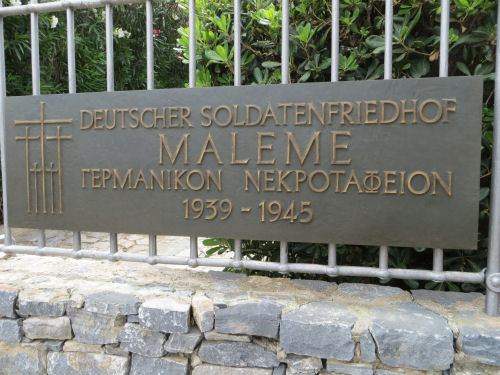 DEUTSCHER SOLDATENFRIEDHOF
MALEME
ΓΕΡΜΑΝΙΚΟΝ ΝΕΚΡΟΤΑΦΕΙΟΝ
1939-1945